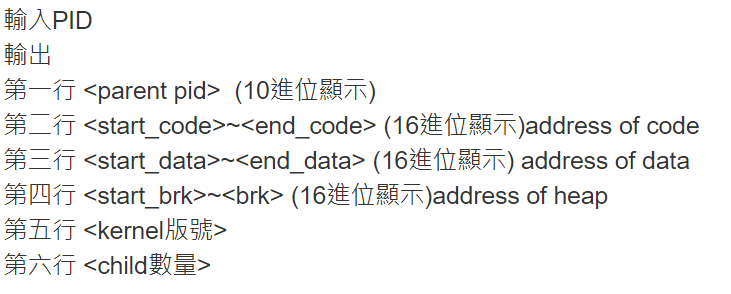 輸入PID
輸出
第一行 <parent pid>  (10進位顯示)
第二行 <start_code>~<end_code> (16進位顯示)address of code
第三行 <start_data>~<end_data> (16進位顯示) address of data
第四行 <start_brk>~<brk> (16進位顯示)address of heap
第五行 <kernel版號>
第六行 <child數量>